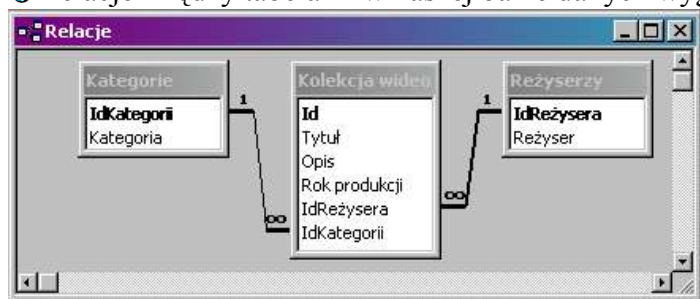 Relacje
Kategorie
IdKategorii
Kategoria
1
∞
Kolekcja wideo
Id
Tytuł
Opis
Rok produkcji
IdReżysera
IdKategorii
1
∞
Reżyserzy
IdReżysera
Reżyser